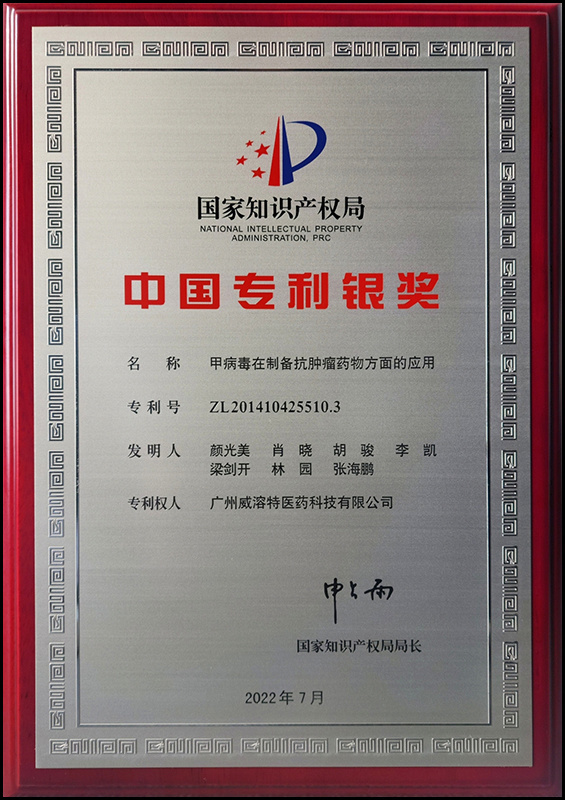 国家知识产权局
NATIONAL INTELLECTUAL PROPERTY
ADMINISTRATION, PRC
中国专利银奖
名 称 甲病毒在制备抗肿瘤药物方面的应用
专利号 ZL201410425510.3
发明人 颜光美 肖 晓 胡 骏 李 凯
梁剑开 林 园 张海鹏
专利权人 广州威溶特医药科技有限公司
申长雨
国家知识产权局局长
2022年7月